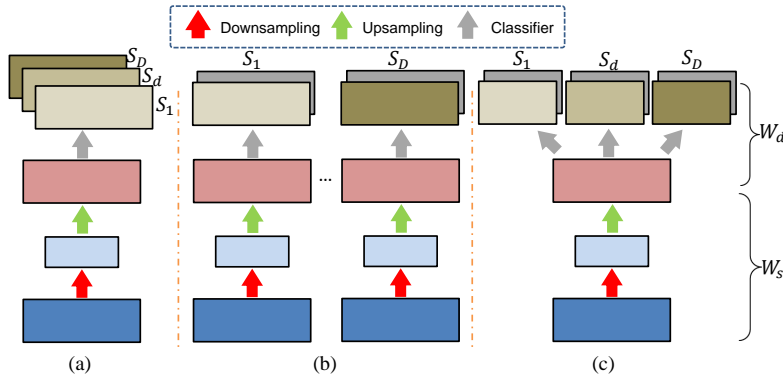 Downsampling Upsampling Classifier
S_D
S_d
S_1
S_1 S_D
S_1 S_d S_D
W_d
...
W_s
(a) (b) (c)